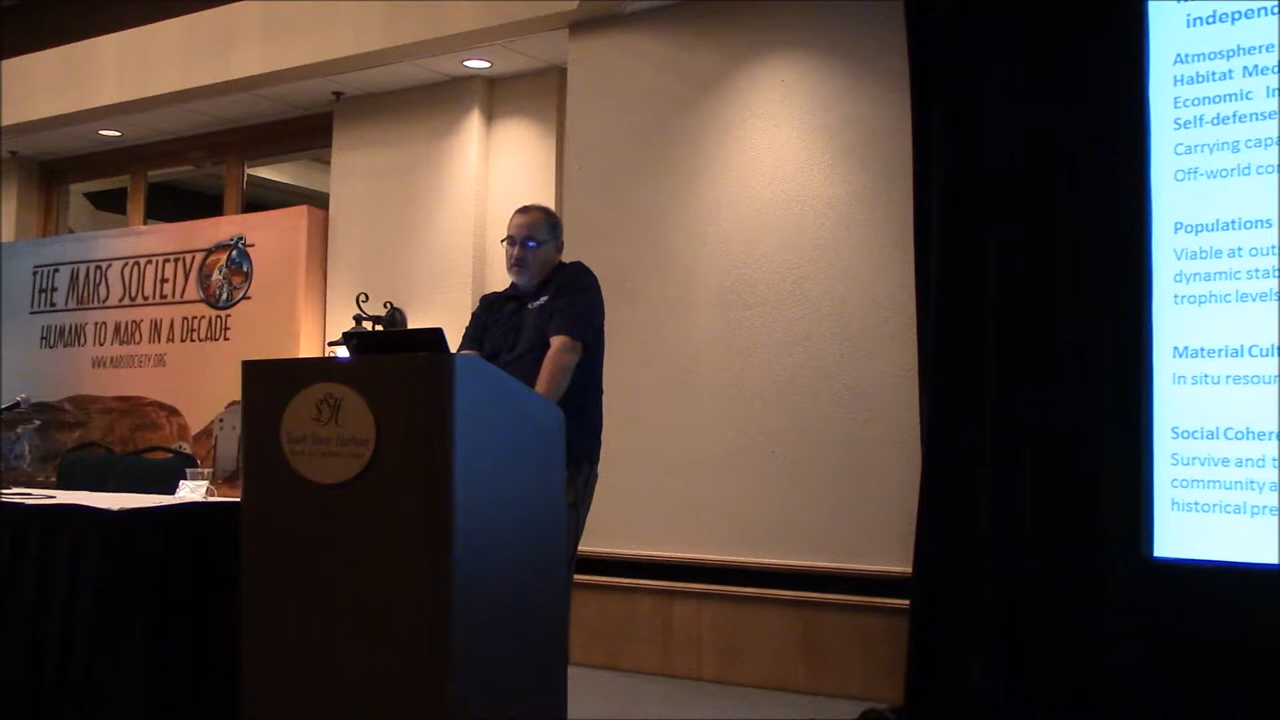 THE MARS SOCIETY
HUMANS TO MARS IN A DECADE
WWW.MARSSOCIETY.ORG
independ
Atmosphere
Habitat Med
Economic In
Self-defense
Carrying capa
Off-world co
Populations
Viable at out
dynamic stab
trophic levels
Material Cult
In situ resour
Social Cohere
Survive and t
community a
historical pre